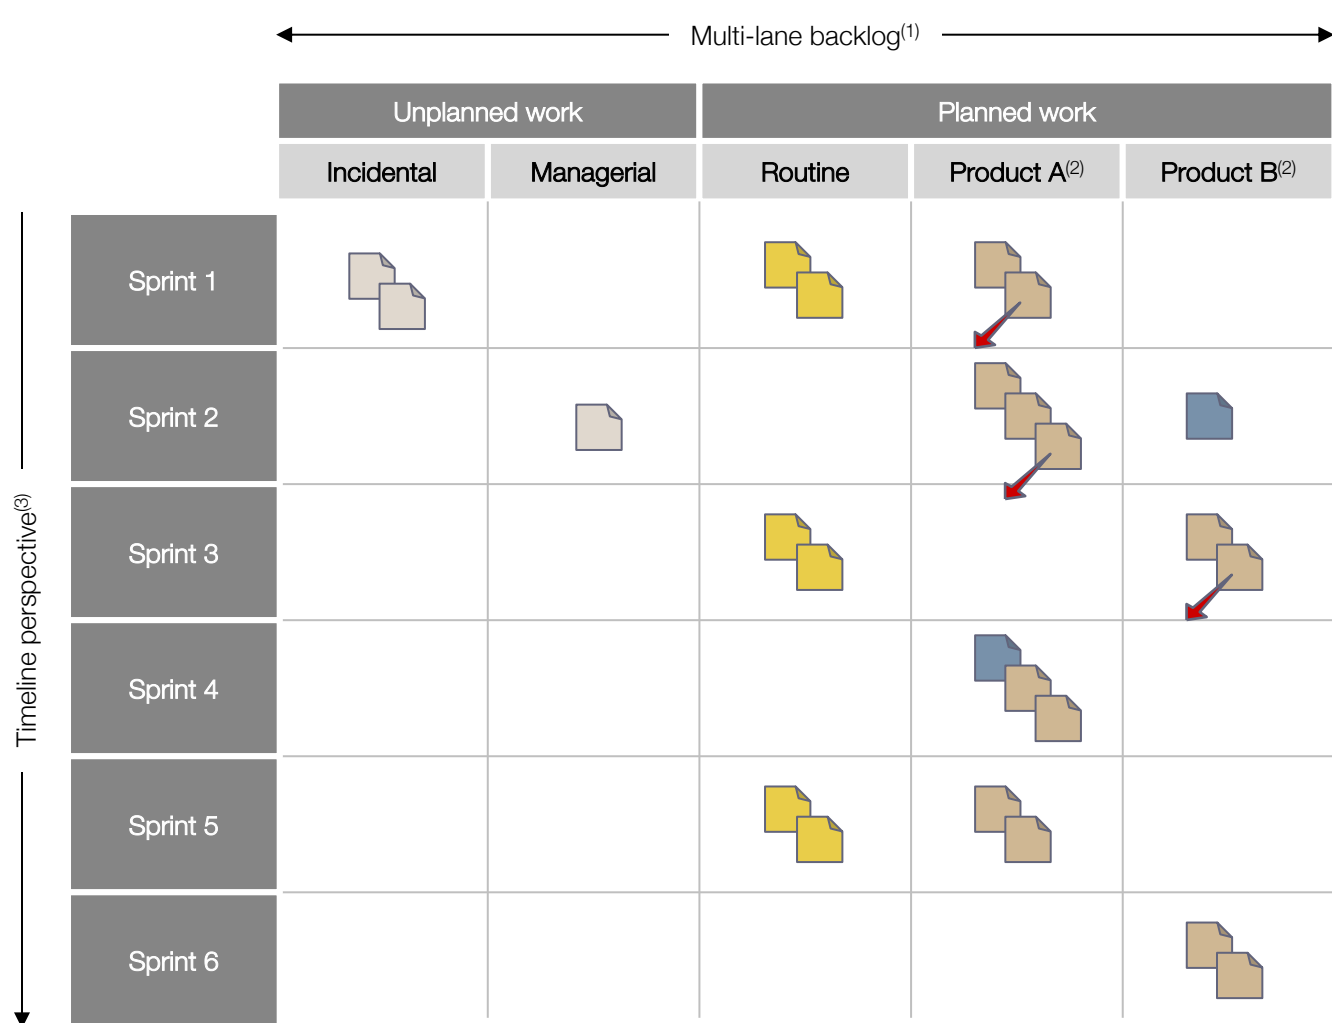 Multi-lane backlog(1)
Unplanned work
Planned work
Incidental
Managerial
Routine
Product A(2)
Product B(2)
Timeline perspective(3)
Sprint 1
Sprint 2
Sprint 3
Sprint 4
Sprint 5
Sprint 6